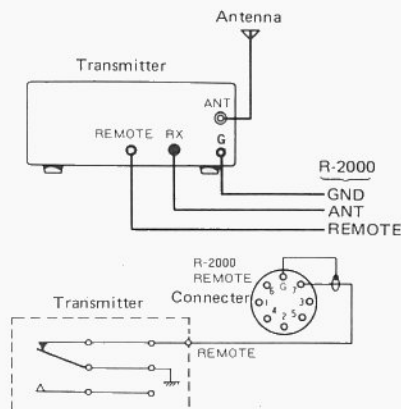 Antenna
Transmitter
ANT
REMOTE RX G
R-2000
GND
ANT
REMOTE
R-2000
REMOTE
Connecter
6 G 7
1 3
4 2 5
Transmitter
REMOTE